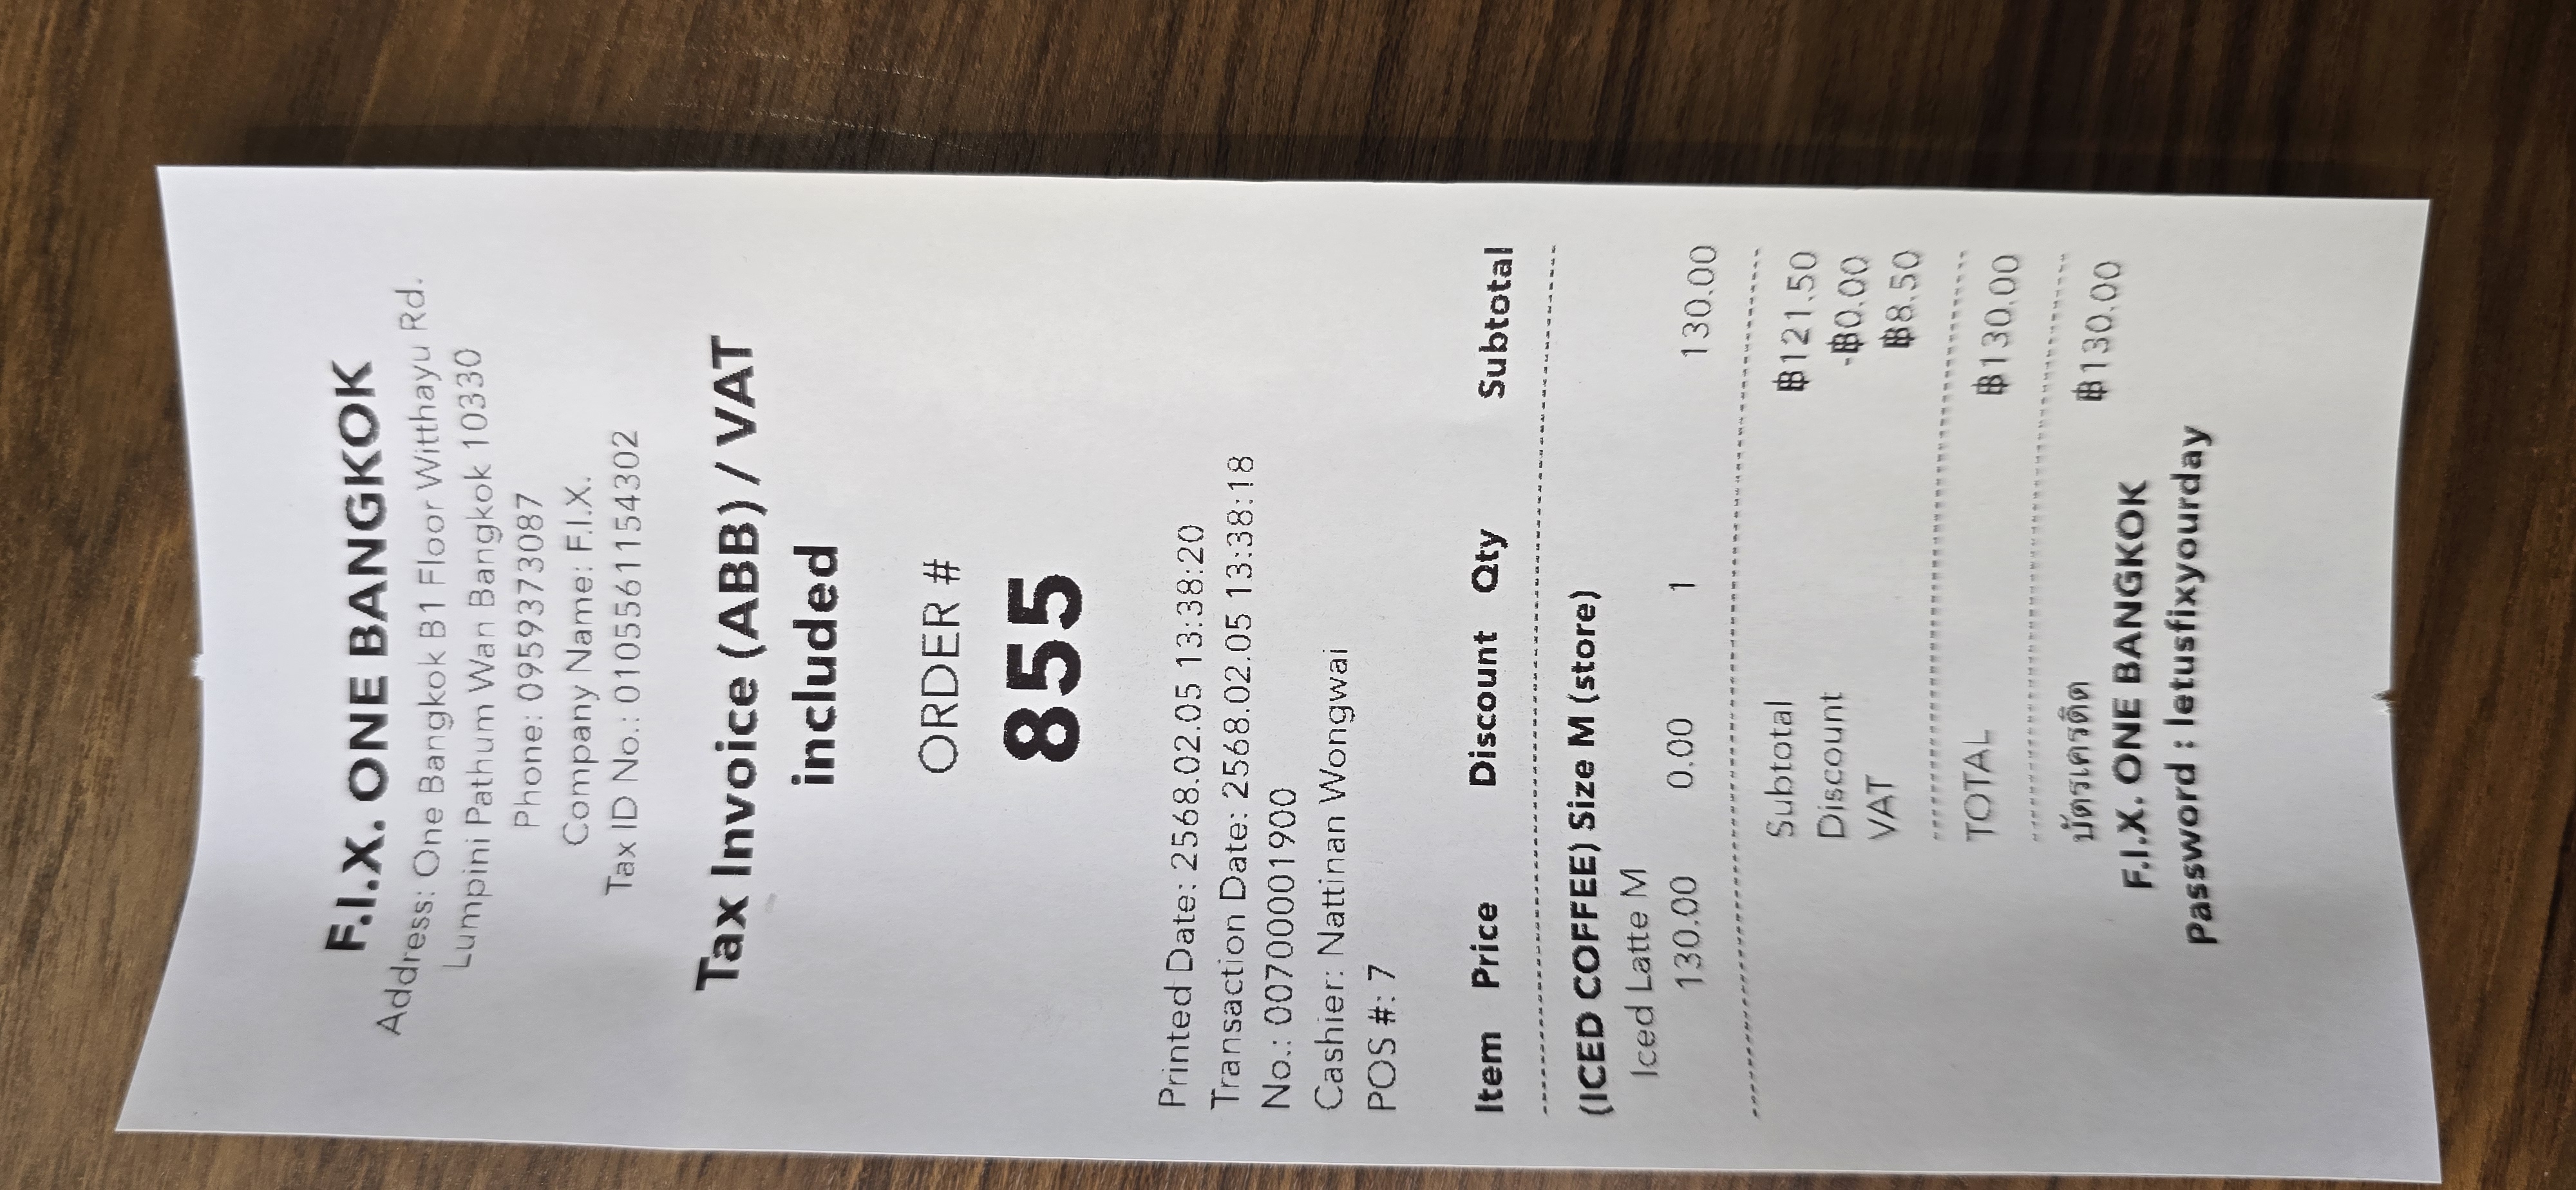 F.I.X. ONE BANGKOK
Address: One Bangkok B1 Floor Witthayu Rd.
Lumpini Pathum Wan Bangkok 10330
Phone: 0959373087
Company Name: F.I.X.
Tax ID No.: 0105561154302
Tax Invoice (ABB) / VAT
included
ORDER #
855
Printed Date: 2568.02.05 13:38:20
Transaction Date: 2568.02.05 13:38:18
No.: 00700001900
Cashier: Nattinan Wongwai
POS #: 7
Item Price Discount Qty Subtotal
(ICED COFFEE) Size M (store)
Iced Latte M
130.00 0.00 1 130.00
Subtotal ฿121.50
Discount -฿0.00
VAT ฿8.50
TOTAL ฿130.00
บัตรเครดิต ฿130.00
F.I.X. ONE BANGKOK
Password : letusfixyourday